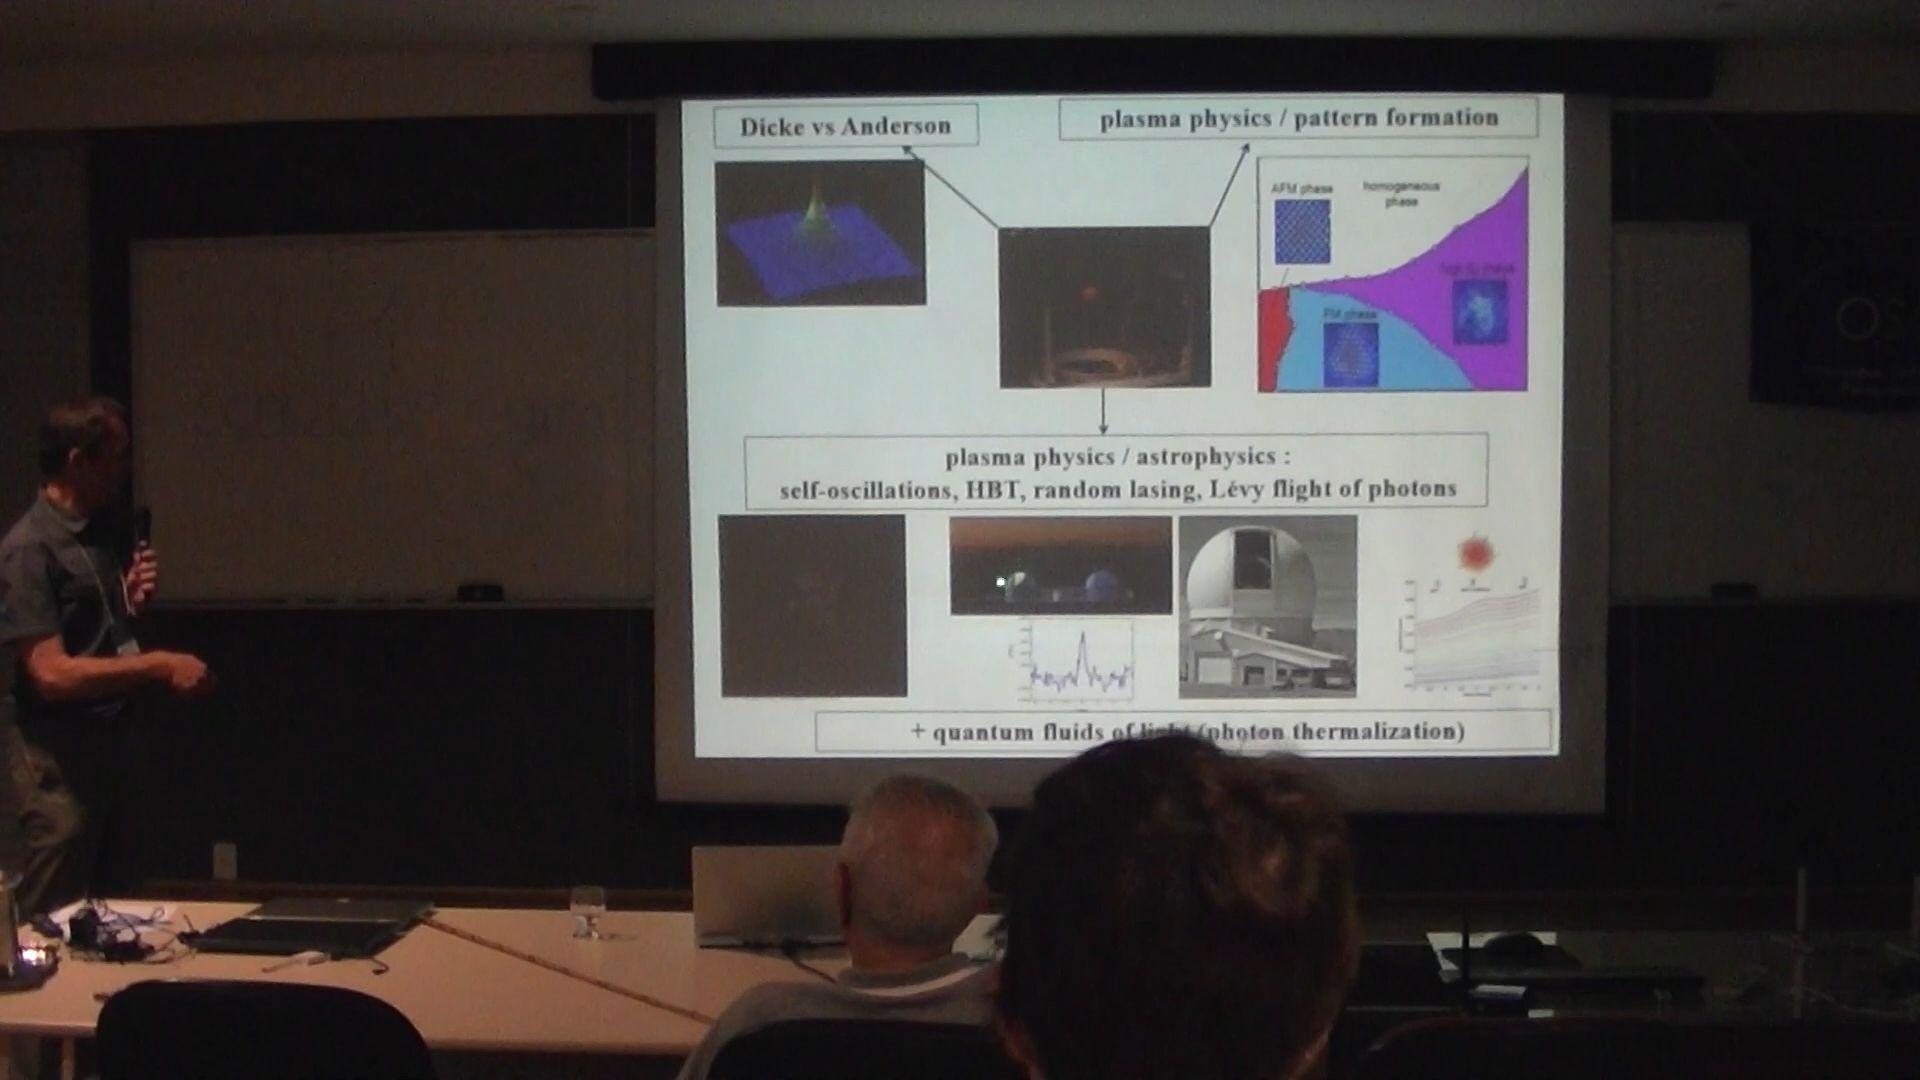 Dicke vs Anderson
plasma physics / pattern formation
AFM phase
homogeneous
phase
FM phase
plasma physics / astrophysics :
self-oscillations, HBT, random lasing, Lévy flight of photons
+ quantum fluids of light (photon thermalization)